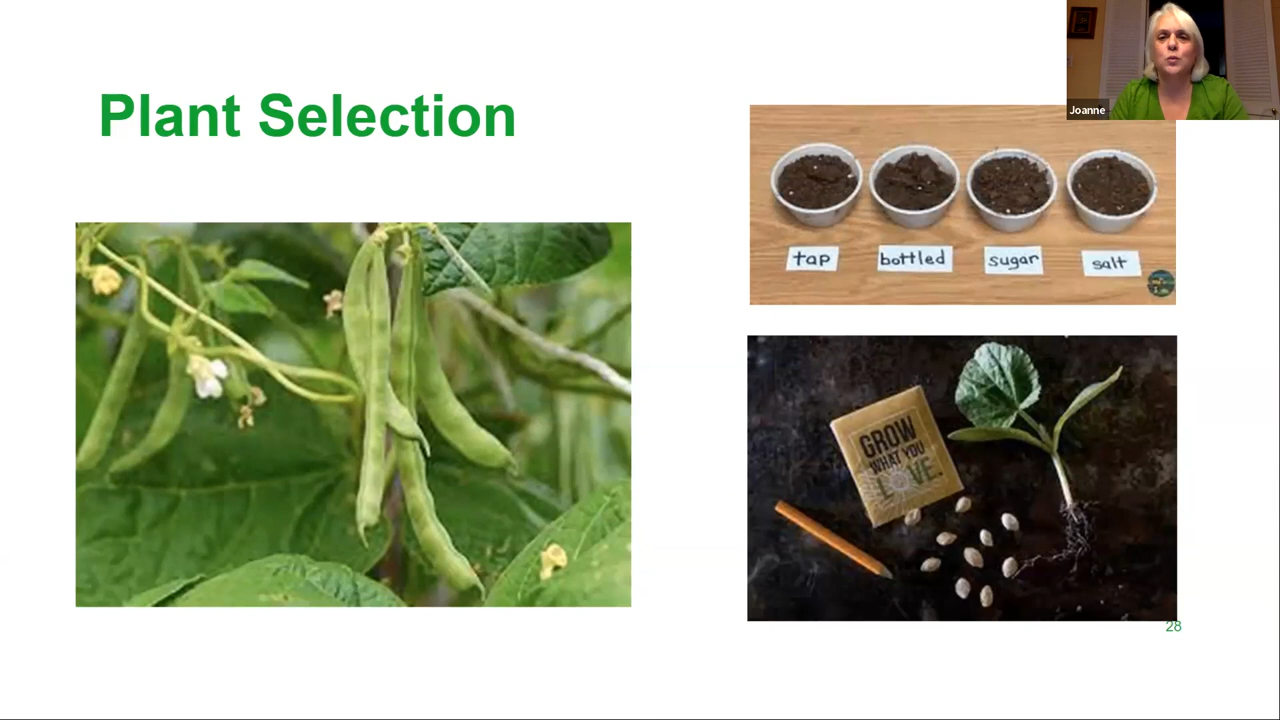 Plant Selection
Joanne
tap
bottled
sugar
salt
GROW
WHAT YOU
LOVE.
28